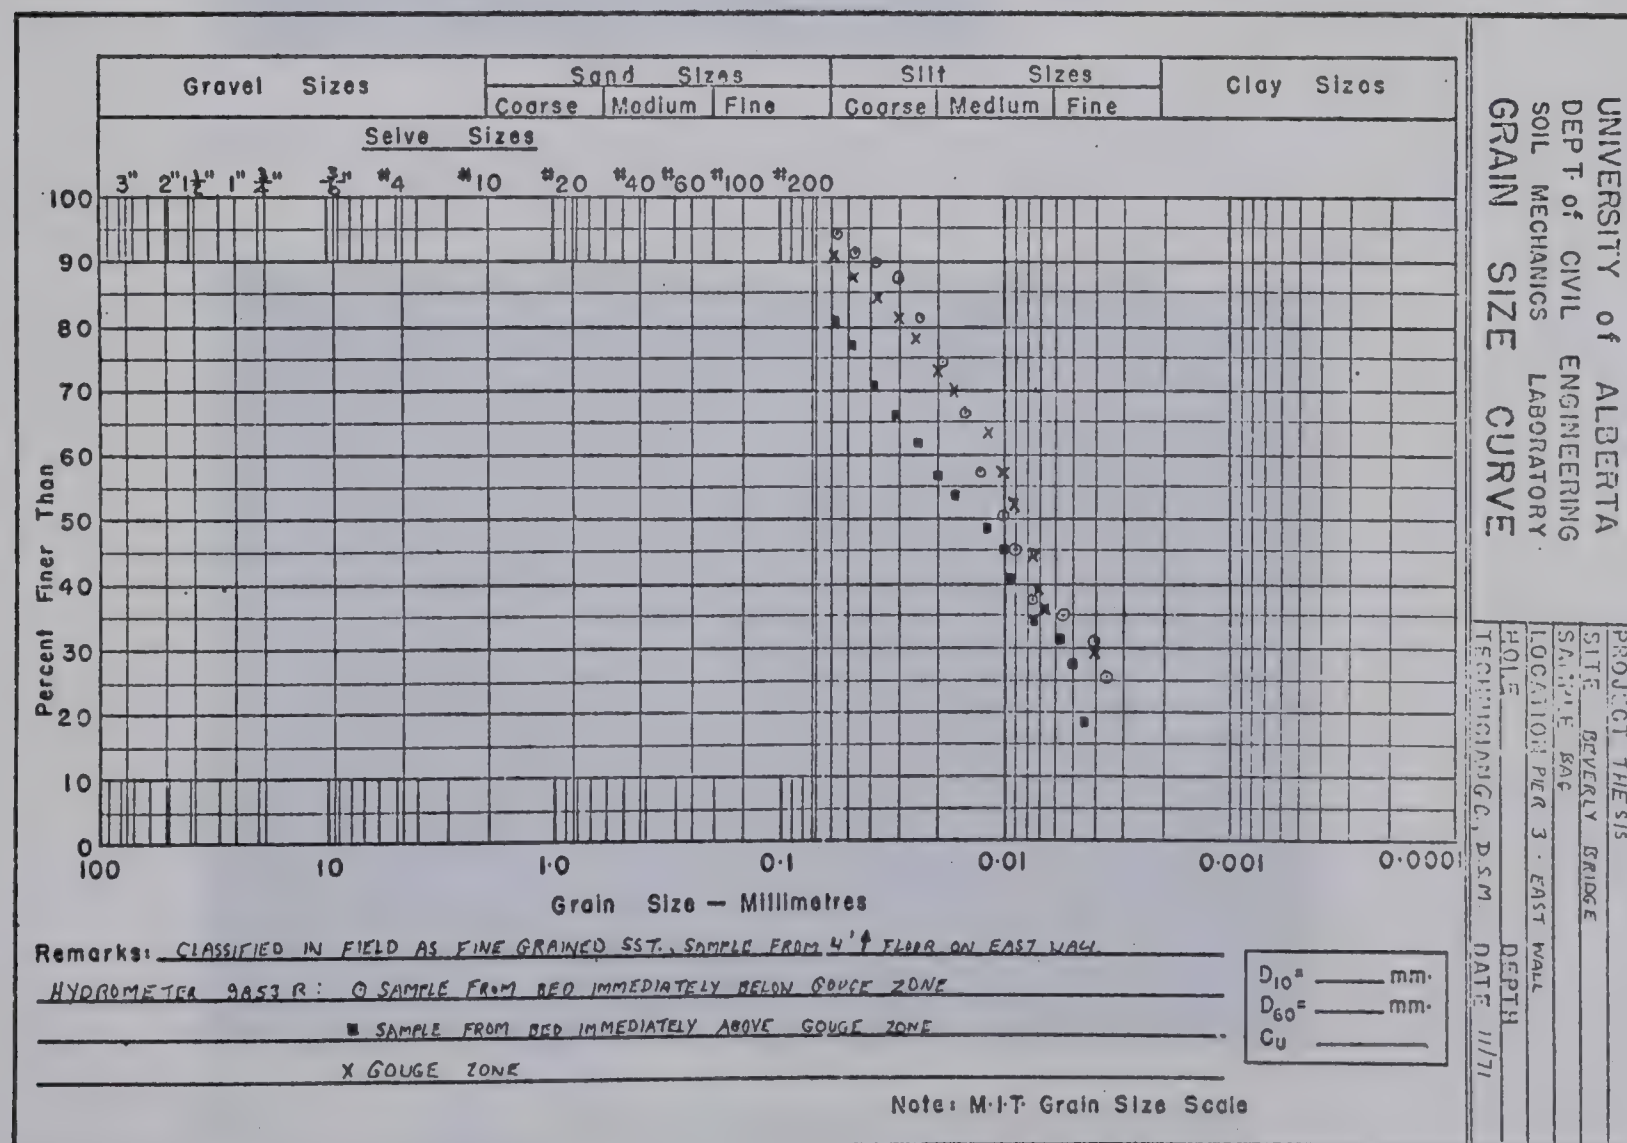 Gravel Sizes
Sand Sizes
Silt Sizes
Clay Sizes
Coarse Medium Fine
Coarse Medium Fine
Seive Sizes
3" 2" 1½" 1" ¾" ⅜" #4 #10 #20 #40 #60 #100 #200
100
90
80
70
60
50
40
30
20
10
0
Percent Finer Than
100 10 1·0 0·1 0·01 0·001 0·0001
Grain Size — Millimetres
Remarks: CLASSIFIED IN FIELD AS FINE GRAINED SST., SAMPLE FROM 4'↑ FLOOR ON EAST WALL
HYDROMETER 9853 R: ⊙ SAMPLE FROM BED IMMEDIATELY BELOW GOUGE ZONE
■ SAMPLE FROM BED IMMEDIATELY ABOVE GOUGE ZONE
X GOUGE ZONE
D10= mm.
D60= mm.
CU
Note: M·I·T· Grain Size Scale
UNIVERSITY of ALBERTA
DEPT of CIVIL ENGINEERING
SOIL MECHANICS LABORATORY
GRAIN SIZE CURVE
PROJECT THESIS
SITE BEVERLY BRIDGE
SAMPLE BAG
LOCATION PIER 3 · EAST WALL
HOLE DEPTH
TECHNICIAN G.C., D.S.M. DATE 11/71